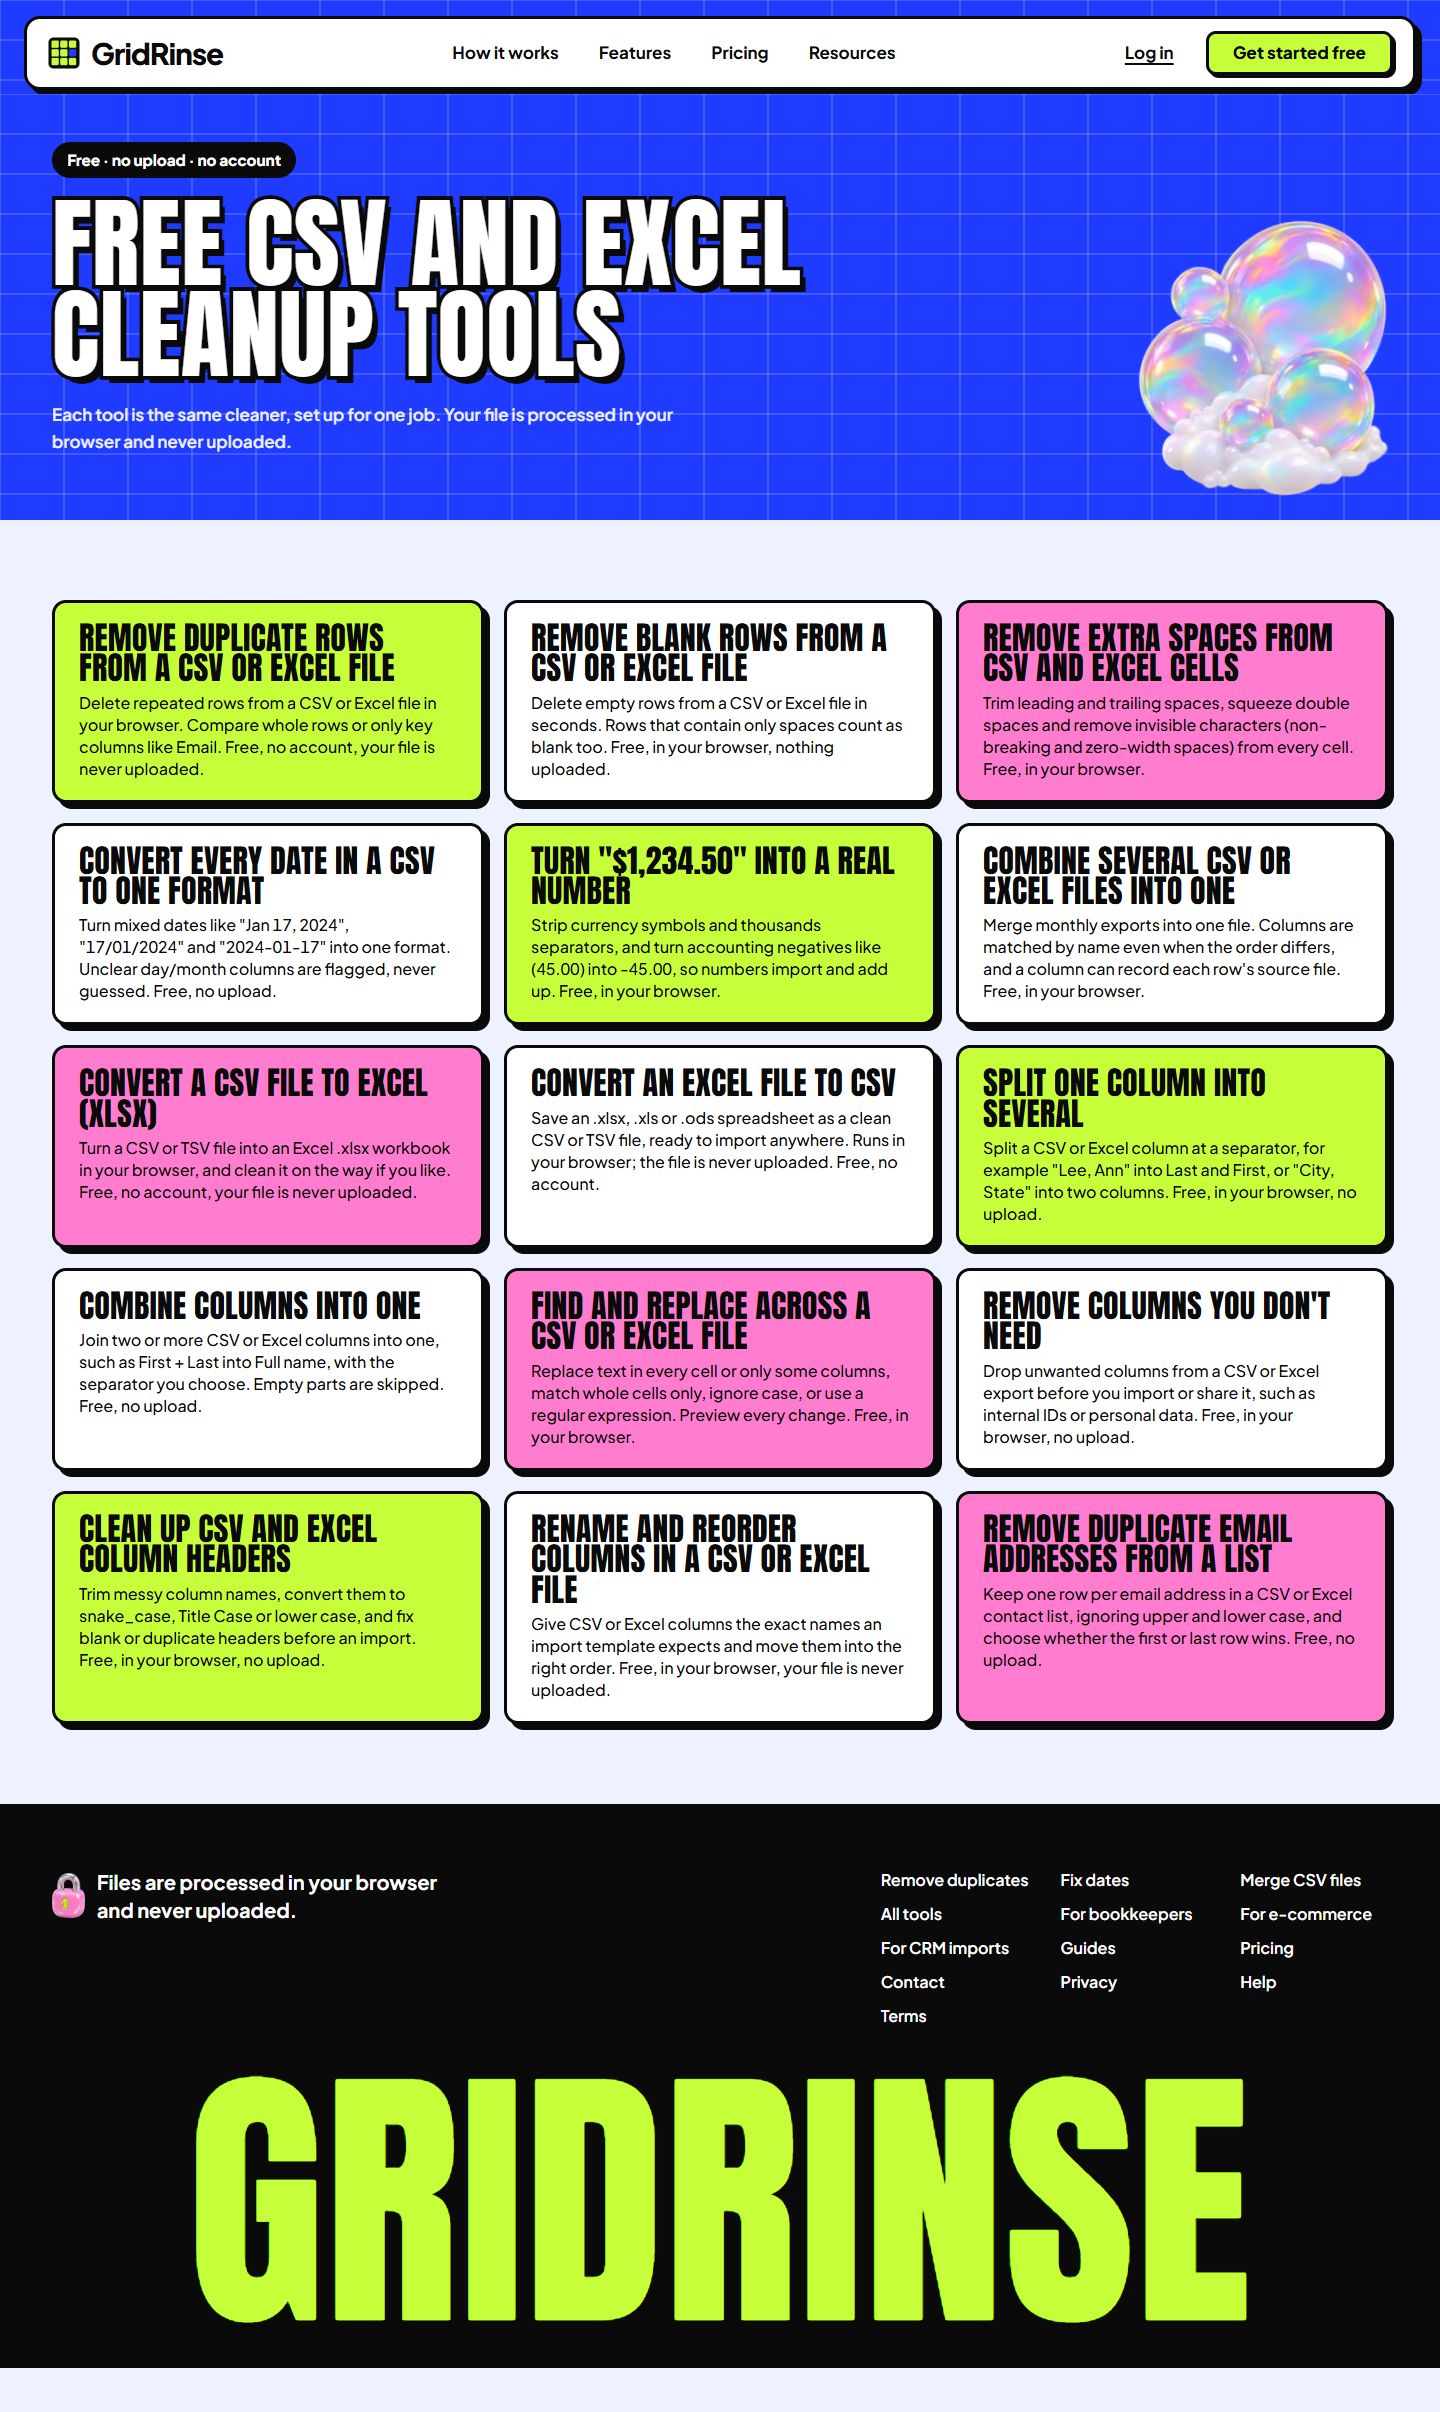 GridRinse
How it works
Features
Pricing
Resources
Log in
Get started free
Free · no upload · no account
FREE CSV AND EXCEL
CLEANUP TOOLS
Each tool is the same cleaner, set up for one job. Your file is processed in your
browser and never uploaded.
REMOVE DUPLICATE ROWS
FROM A CSV OR EXCEL FILE
Delete repeated rows from a CSV or Excel file in
your browser. Compare whole rows or only key
columns like Email. Free, no account, your file is
never uploaded.
REMOVE BLANK ROWS FROM A
CSV OR EXCEL FILE
Delete empty rows from a CSV or Excel file in
seconds. Rows that contain only spaces count as
blank too. Free, in your browser, nothing
uploaded.
REMOVE EXTRA SPACES FROM
CSV AND EXCEL CELLS
Trim leading and trailing spaces, squeeze double
spaces and remove invisible characters (non-
breaking and zero-width spaces) from every cell.
Free, in your browser.
CONVERT EVERY DATE IN A CSV
TO ONE FORMAT
Turn mixed dates like "Jan 17, 2024",
"17/01/2024" and "2024-01-17" into one format.
Unclear day/month columns are flagged, never
guessed. Free, no upload.
TURN "$1,234.50" INTO A REAL
NUMBER
Strip currency symbols and thousands
separators, and turn accounting negatives like
(45.00) into -45.00, so numbers import and add
up. Free, in your browser.
COMBINE SEVERAL CSV OR
EXCEL FILES INTO ONE
Merge monthly exports into one file. Columns are
matched by name even when the order differs,
and a column can record each row's source file.
Free, in your browser.
CONVERT A CSV FILE TO EXCEL
(XLSX)
Turn a CSV or TSV file into an Excel .xlsx workbook
in your browser, and clean it on the way if you like.
Free, no account, your file is never uploaded.
CONVERT AN EXCEL FILE TO CSV
Save an .xlsx, .xls or .ods spreadsheet as a clean
CSV or TSV file, ready to import anywhere. Runs in
your browser; the file is never uploaded. Free, no
account.
SPLIT ONE COLUMN INTO
SEVERAL
Split a CSV or Excel column at a separator, for
example "Lee, Ann" into Last and First, or "City,
State" into two columns. Free, in your browser, no
upload.
COMBINE COLUMNS INTO ONE
Join two or more CSV or Excel columns into one,
such as First + Last into Full name, with the
separator you choose. Empty parts are skipped.
Free, no upload.
FIND AND REPLACE ACROSS A
CSV OR EXCEL FILE
Replace text in every cell or only some columns,
match whole cells only, ignore case, or use a
regular expression. Preview every change. Free, in
your browser.
REMOVE COLUMNS YOU DON'T
NEED
Drop unwanted columns from a CSV or Excel
export before you import or share it, such as
internal IDs or personal data. Free, in your
browser, no upload.
CLEAN UP CSV AND EXCEL
COLUMN HEADERS
Trim messy column names, convert them to
snake_case, Title Case or lower case, and fix
blank or duplicate headers before an import.
Free, in your browser, no upload.
RENAME AND REORDER
COLUMNS IN A CSV OR EXCEL
FILE
Give CSV or Excel columns the exact names an
import template expects and move them into the
right order. Free, in your browser, your file is never
uploaded.
REMOVE DUPLICATE EMAIL
ADDRESSES FROM A LIST
Keep one row per email address in a CSV or Excel
contact list, ignoring upper and lower case, and
choose whether the first or last row wins. Free, no
upload.
Files are processed in your browser
and never uploaded.
Remove duplicates
Fix dates
Merge CSV files
All tools
For bookkeepers
For e-commerce
For CRM imports
Guides
Pricing
Contact
Privacy
Help
Terms
GRIDRINSE